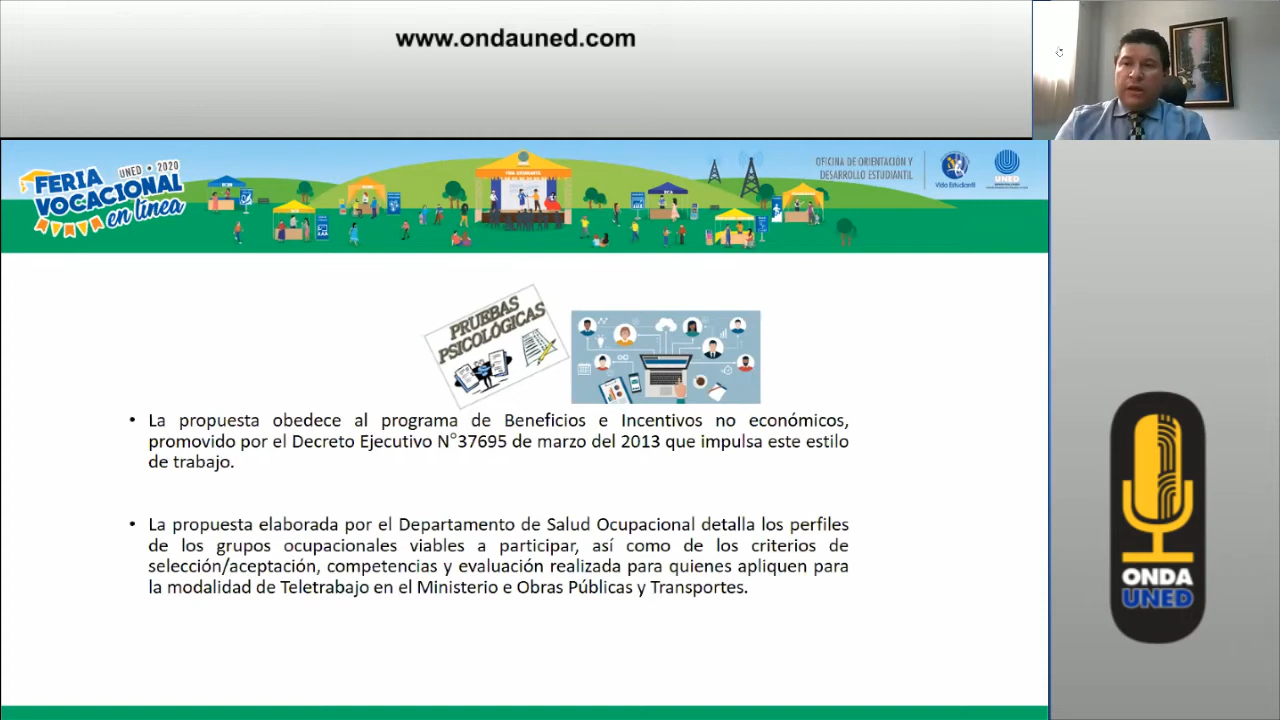 www.ondauned.com
UNED • 2020
FERIA
VOCACIONAL
en línea
VIDA ESTUDIANTIL
OFICINA DE ORIENTACIÓN Y
DESARROLLO ESTUDIANTIL
Vida Estudiantil
UNED
PRUEBAS
PSICOLÓGICAS
• La propuesta obedece al programa de Beneficios e Incentivos no económicos,
promovido por el Decreto Ejecutivo N°37695 de marzo del 2013 que impulsa este estilo
de trabajo.
• La propuesta elaborada por el Departamento de Salud Ocupacional detalla los perfiles
de los grupos ocupacionales viables a participar, así como de los criterios de
selección/aceptación, competencias y evaluación realizada para quienes apliquen para
la modalidad de Teletrabajo en el Ministerio e Obras Públicas y Transportes.
ONDA
UNED